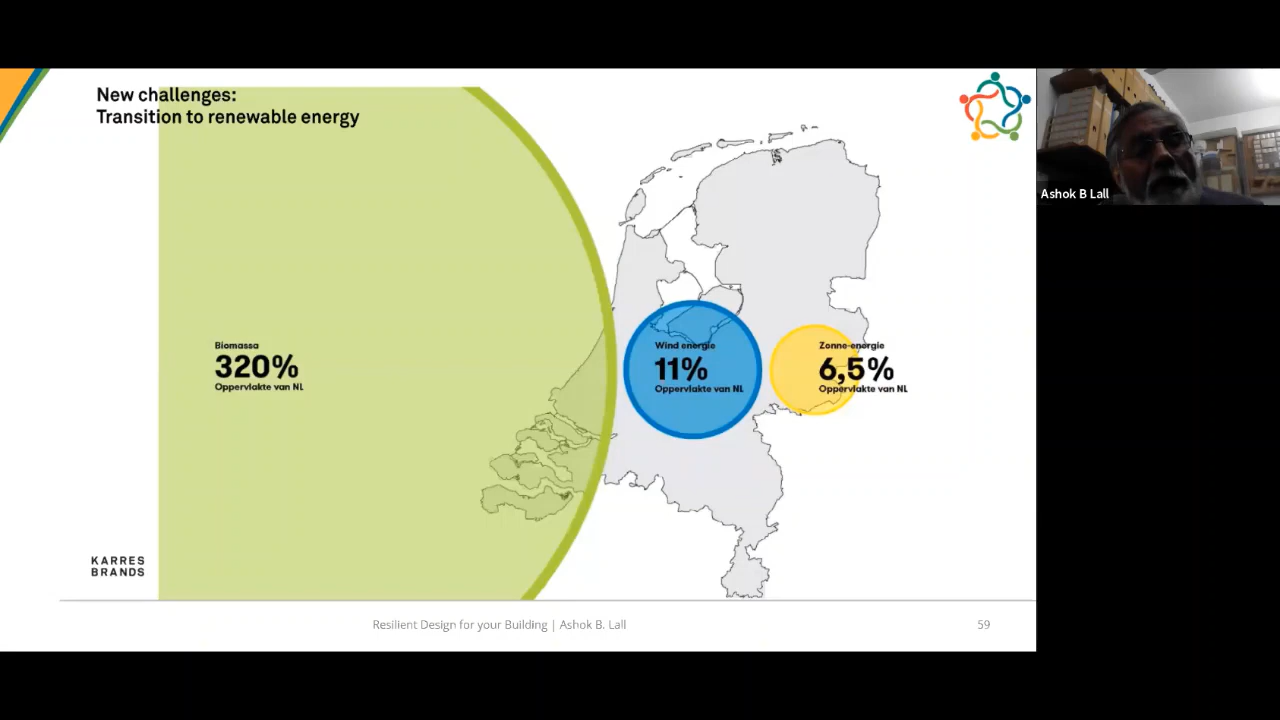 New challenges:
Transition to renewable energy
Ashok B Lall
Biomassa
320%
Oppervlakte van NL
Wind energie
11%
Oppervlakte van NL
Zonne-energie
6,5%
Oppervlakte van NL
KARRES
BRANDS
Resilient Design for your Building | Ashok B. Lall
59